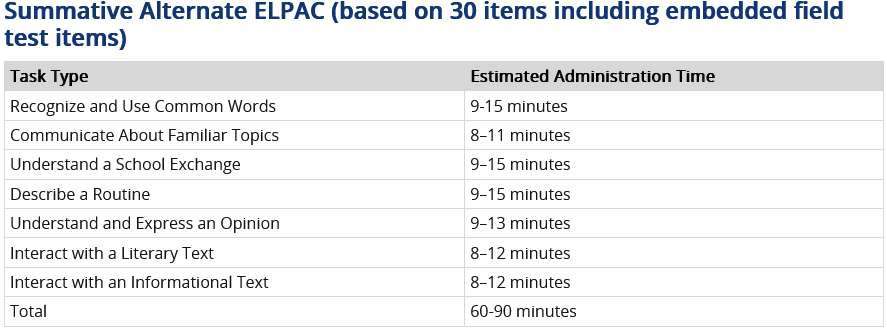 Summative Alternate ELPAC (based on 30 items including embedded field
test items)
Task Type Estimated Administration Time
Recognize and Use Common Words 9-15 minutes
Communicate About Familiar Topics 8–11 minutes
Understand a School Exchange 9–15 minutes
Describe a Routine 9–15 minutes
Understand and Express an Opinion 9–13 minutes
Interact with a Literary Text 8–12 minutes
Interact with an Informational Text 8–12 minutes
Total 60-90 minutes